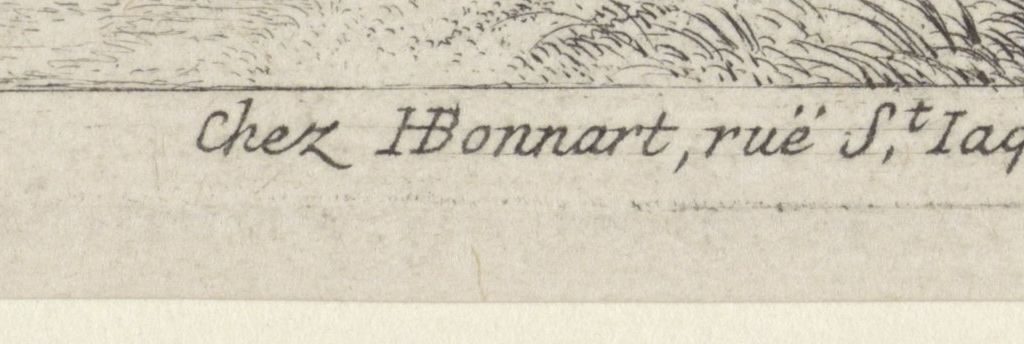 Chez HBonnart, ruë S,t Iaq